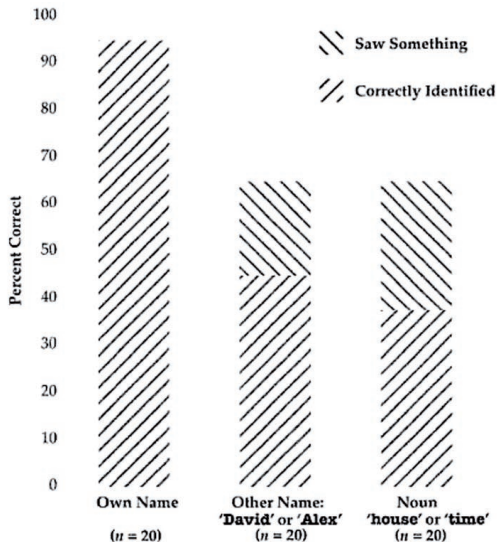 100
90
80
70
60
50
40
30
20
10
0
Percent Correct
Saw Something
Correctly Identified
Own Name
(n = 20)
Other Name:
'David' or 'Alex'
(n = 20)
Noun
'house' or 'time'
(n = 20)